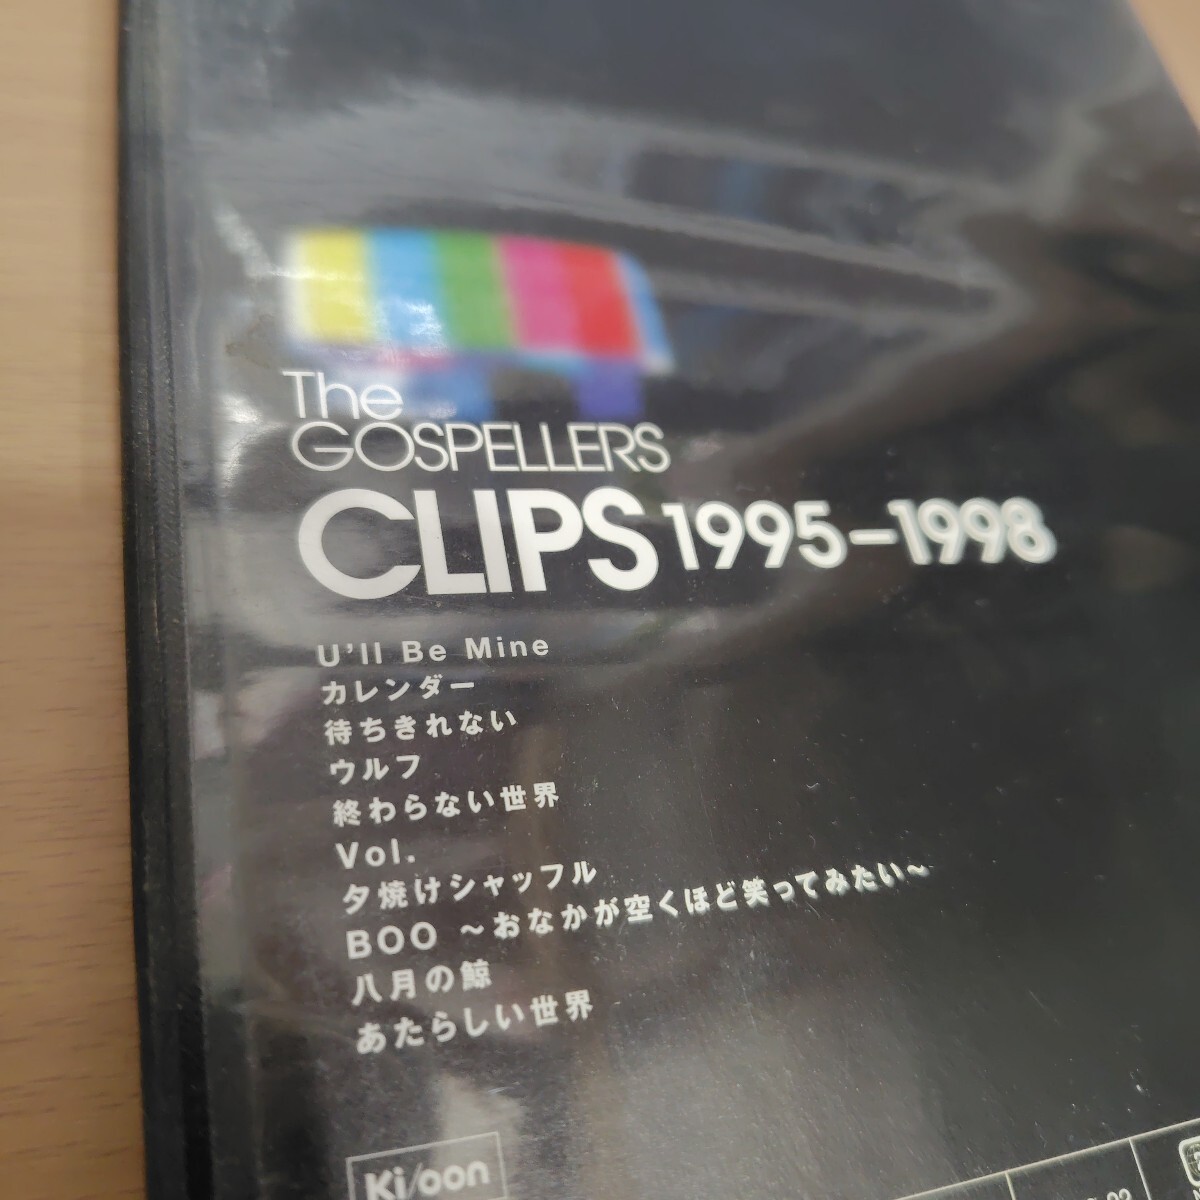 The
GOSPELLERS
CLIPS 1995-1998
U'll Be Mine
カレンダー
待ちきれない
ウルフ
終わらない世界
Vol.
夕焼けシャッフル
BOO ～おなかが空くほど笑ってみたい～
八月の鯨
あたらしい世界
Ki/oon